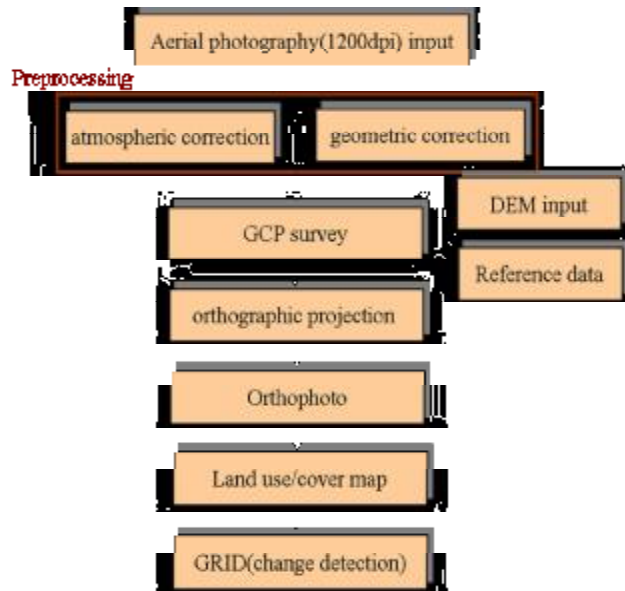 Aerial photography(1200dpi) input
Preprocessing
atmospheric correction
geometric correction
DEM input
GCP survey
Reference data
orthographic projection
Orthophoto
Land use/cover map
GRID(change detection)